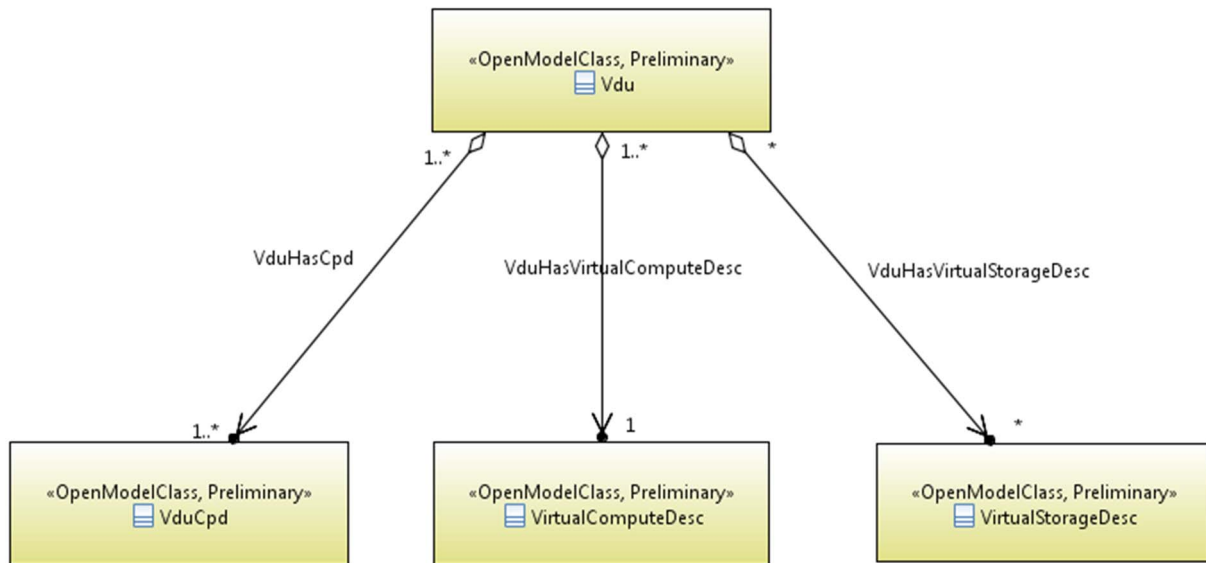 «OpenModelClass, Preliminary»
Vdu
1..*
1..*
*
VduHasCpd
VduHasVirtualComputeDesc
VduHasVirtualStorageDesc
1..*
1
*
«OpenModelClass, Preliminary»
VduCpd
«OpenModelClass, Preliminary»
VirtualComputeDesc
«OpenModelClass, Preliminary»
VirtualStorageDesc